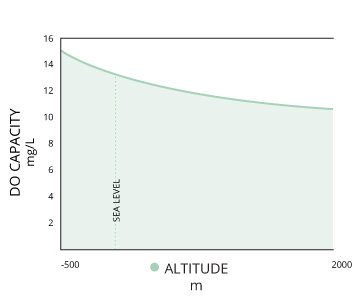 16
14
12
10
8
6
4
2
DO CAPACITY
mg/L
SEA LEVEL
-500
2000
ALTITUDE
m